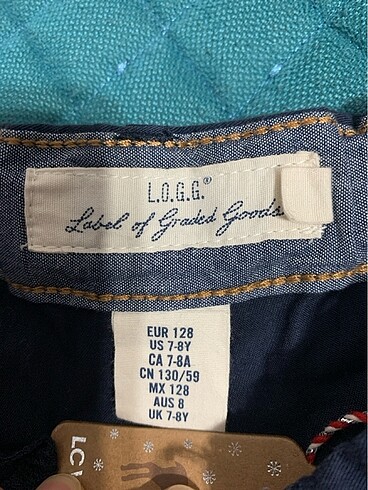 L.O.G.G.®
Label of Graded Goods
EUR 128
US 7-8Y
CA 7-8A
CN 130/59
MX 128
AUS 8
UK 7-8Y
LC